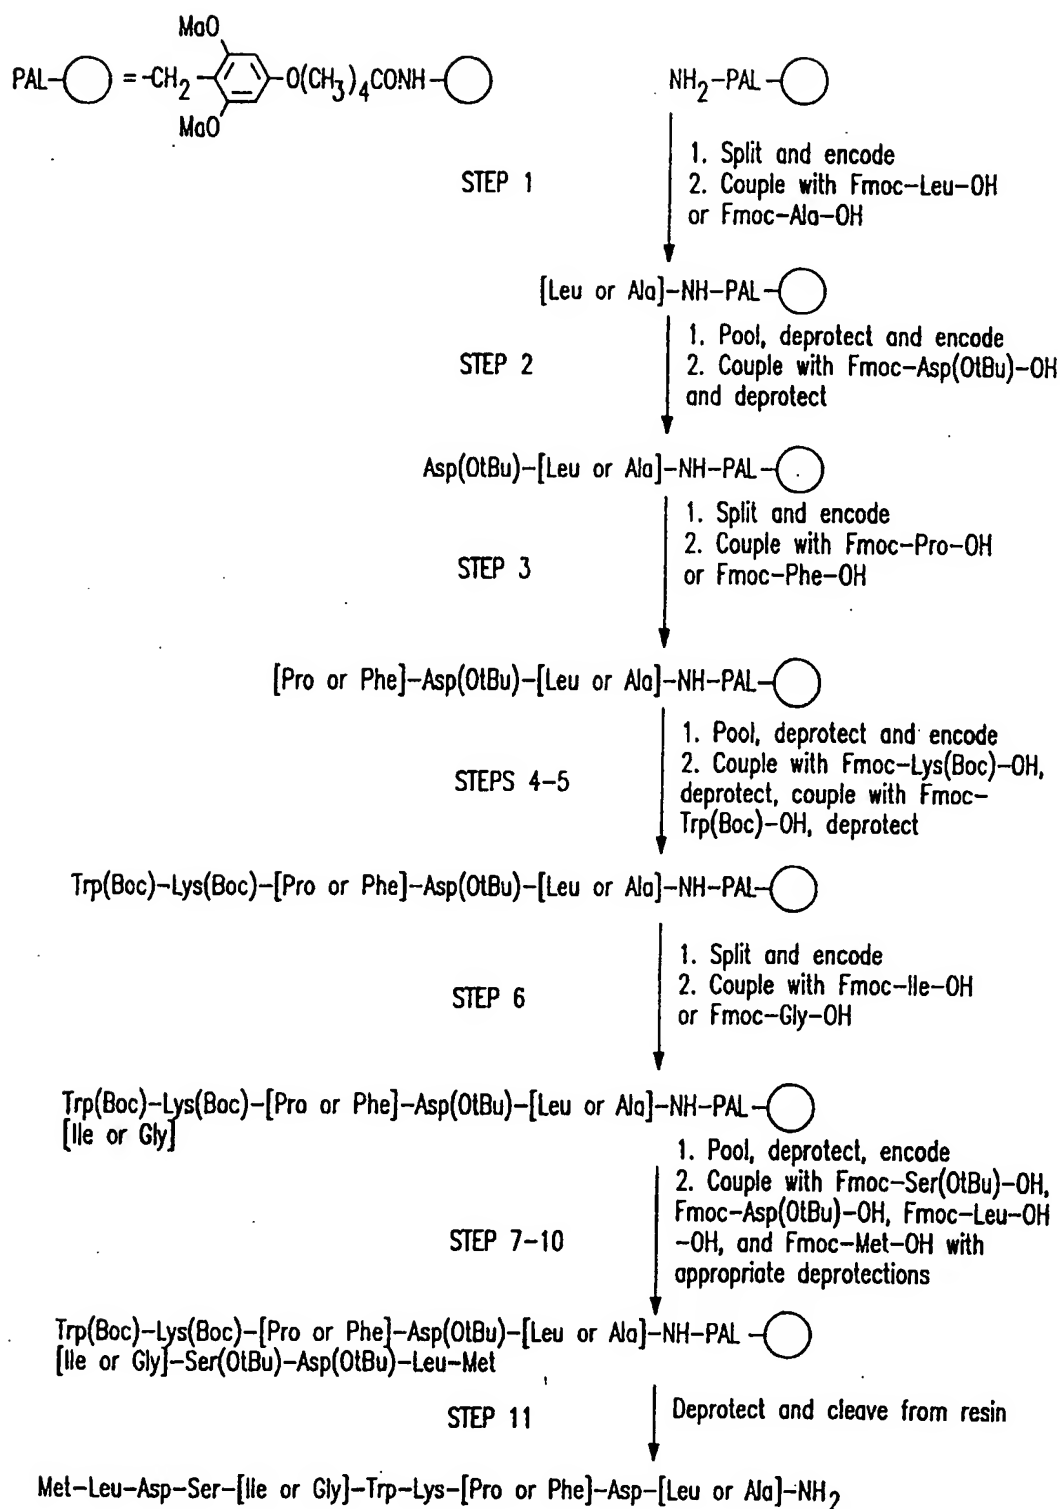 MaO
PAL- =-CH2- -O(CH3)4CONH-
MaO
NH2-PAL-
STEP 1
1. Split and encode
2. Couple with Fmoc-Leu-OH
or Fmoc-Ala-OH
[Leu or Ala]-NH-PAL-
STEP 2
1. Pool, deprotect and encode
2. Couple with Fmoc-Asp(OtBu)-OH
and deprotect
Asp(OtBu)-[Leu or Ala]-NH-PAL-
STEP 3
1. Split and encode
2. Couple with Fmoc-Pro-OH
or Fmoc-Phe-OH
[Pro or Phe]-Asp(OtBu)-[Leu or Ala]-NH-PAL-
STEPS 4-5
1. Pool, deprotect and encode
2. Couple with Fmoc-Lys(Boc)-OH,
deprotect, couple with Fmoc-
Trp(Boc)-OH, deprotect
Trp(Boc)-Lys(Boc)-[Pro or Phe]-Asp(OtBu)-[Leu or Ala]-NH-PAL-
STEP 6
1. Split and encode
2. Couple with Fmoc-Ile-OH
or Fmoc-Gly-OH
Trp(Boc)-Lys(Boc)-[Pro or Phe]-Asp(OtBu)-[Leu or Ala]-NH-PAL-
[Ile or Gly]
STEP 7-10
1. Pool, deprotect, encode
2. Couple with Fmoc-Ser(OtBu)-OH,
Fmoc-Asp(OtBu)-OH, Fmoc-Leu-OH
-OH, and Fmoc-Met-OH with
appropriate deprotections
Trp(Boc)-Lys(Boc)-[Pro or Phe]-Asp(OtBu)-[Leu or Ala]-NH-PAL-
[Ile or Gly]-Ser(OtBu)-Asp(OtBu)-Leu-Met
STEP 11
Deprotect and cleave from resin
Met-Leu-Asp-Ser-[Ile or Gly]-Trp-Lys-[Pro or Phe]-Asp-[Leu or Ala]-NH2